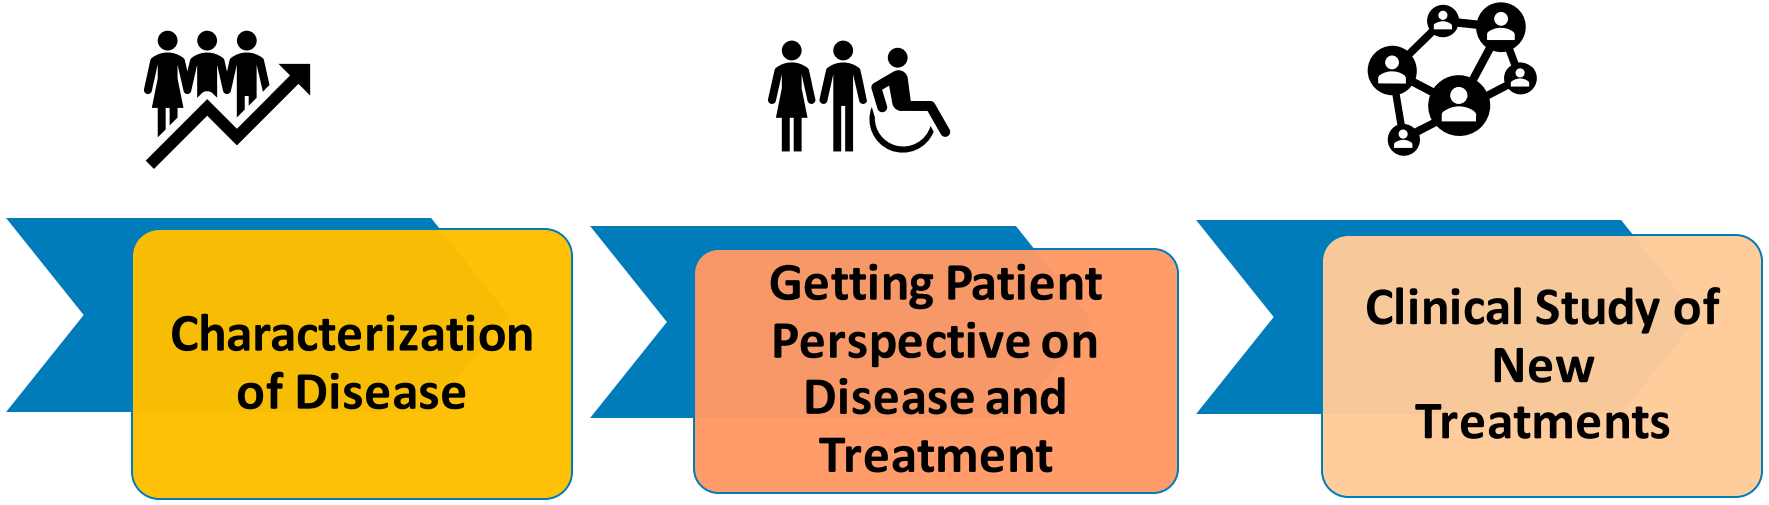 Characterization
of Disease
Getting Patient
Perspective on
Disease and
Treatment
Clinical Study of
New
Treatments